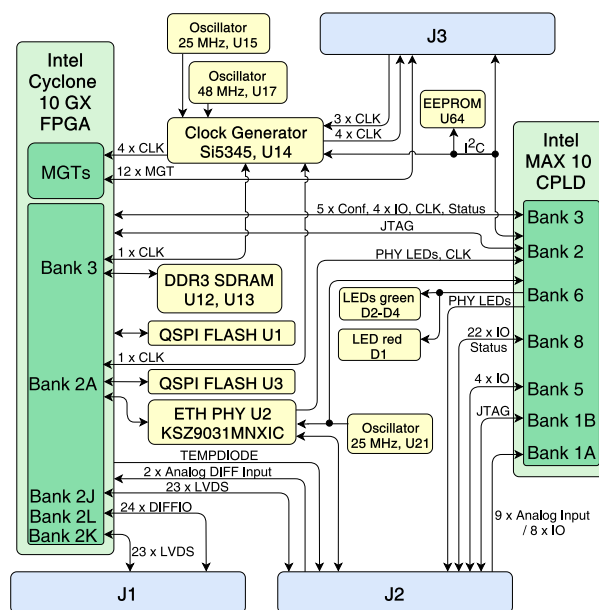 Oscillator
25 MHz, U15
Oscillator
48 MHz, U17
J3
Intel
Cyclone
10 GX
FPGA
3 x CLK
4 x CLK
EEPROM
U64
Clock Generator
Si5345, U14
4 x CLK
I2C
Intel
MAX 10
CPLD
MGTs
12 x MGT
5 x Conf, 4 x IO, CLK, Status
Bank 3
JTAG
Bank 2
1 x CLK
PHY LEDs, CLK
Bank 3
DDR3 SDRAM
U12, U13
LEDs green
D2-D4
Bank 6
PHY LEDs
QSPI FLASH U1
LED red
D1
22 x IO
Status
Bank 8
1 x CLK
Bank 2A
QSPI FLASH U3
4 x IO
Bank 5
ETH PHY U2
KSZ9031MNXIC
Oscillator
25 MHz, U21
JTAG
Bank 1B
TEMPDIODE
Bank 1A
2 x Analog DIFF Input
23 x LVDS
Bank 2J
24 x DIFFIO
Bank 2L
Bank 2K
9 x Analog Input
/ 8 x IO
23 x LVDS
J1
J2